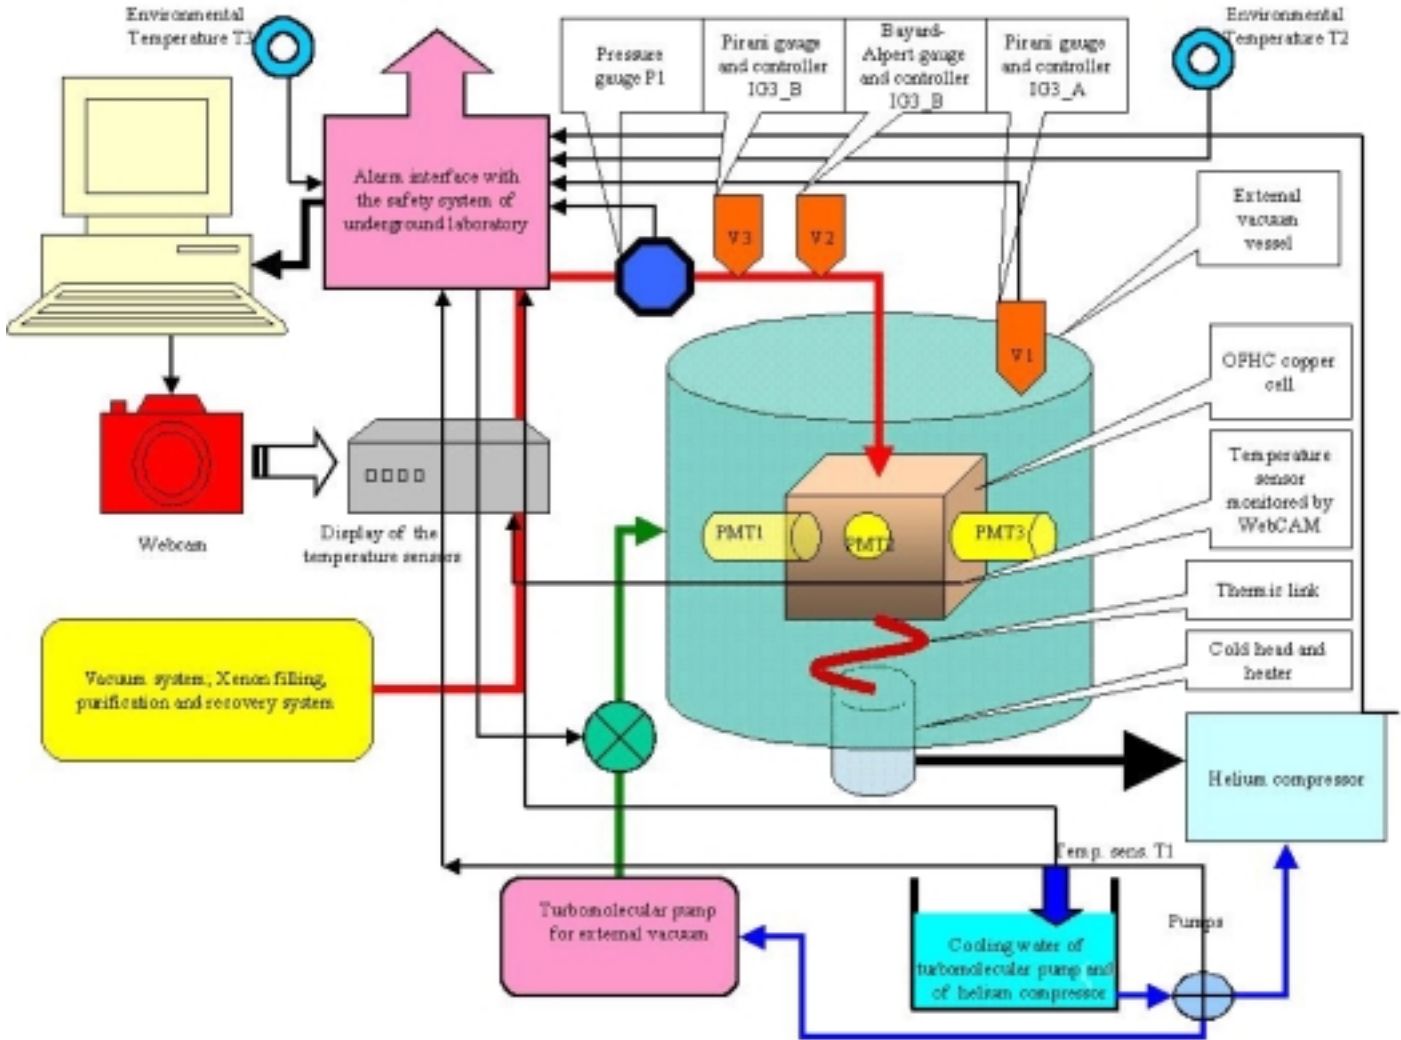 Environmental
Temperature T3
Pressure
gauge P1
Pirani gauge
and controller
IG3_B
Bayard-
Alpert gauge
and controller
IG3_B
Pirani gauge
and controller
IG3_A
Environmental
Temperature T2
Alarm interface with
the safety system of
underground laboratory
V3
V2
V1
External
vacuum
vessel
OFHC copper
cell
Temperature
sensor
monitored by
WebCAM
PMT1
PMT2
PMT3
Webcam
Display of the
temperature sensors
Thermic link
Cold head and
heater
Vacuum system; Xenon filling,
purification and recovery system
Helium compressor
Temp. sens. T1
Turbomolecular pump
for external vacuum
Pumps
Cooling water of
turbomolecular pump and
of helium compressor